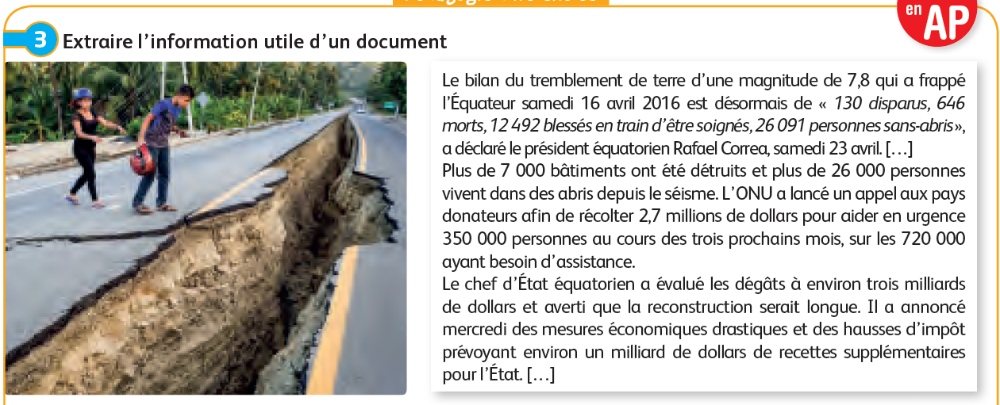 en
AP
3 Extraire l'information utile d'un document
Le bilan du tremblement de terre d'une magnitude de 7,8 qui a frappé
l'Équateur samedi 16 avril 2016 est désormais de « 130 disparus, 646
morts, 12 492 blessés en train d'être soignés, 26 091 personnes sans-abris »,
a déclaré le président équatorien Rafael Correa, samedi 23 avril. […]
Plus de 7 000 bâtiments ont été détruits et plus de 26 000 personnes
vivent dans des abris depuis le séisme. L'ONU a lancé un appel aux pays
donateurs afin de récolter 2,7 millions de dollars pour aider en urgence
350 000 personnes au cours des trois prochains mois, sur les 720 000
ayant besoin d'assistance.
Le chef d'État équatorien a évalué les dégâts à environ trois milliards
de dollars et averti que la reconstruction serait longue. Il a annoncé
mercredi des mesures économiques drastiques et des hausses d'impôt
prévoyant environ un milliard de dollars de recettes supplémentaires
pour l'État. […]